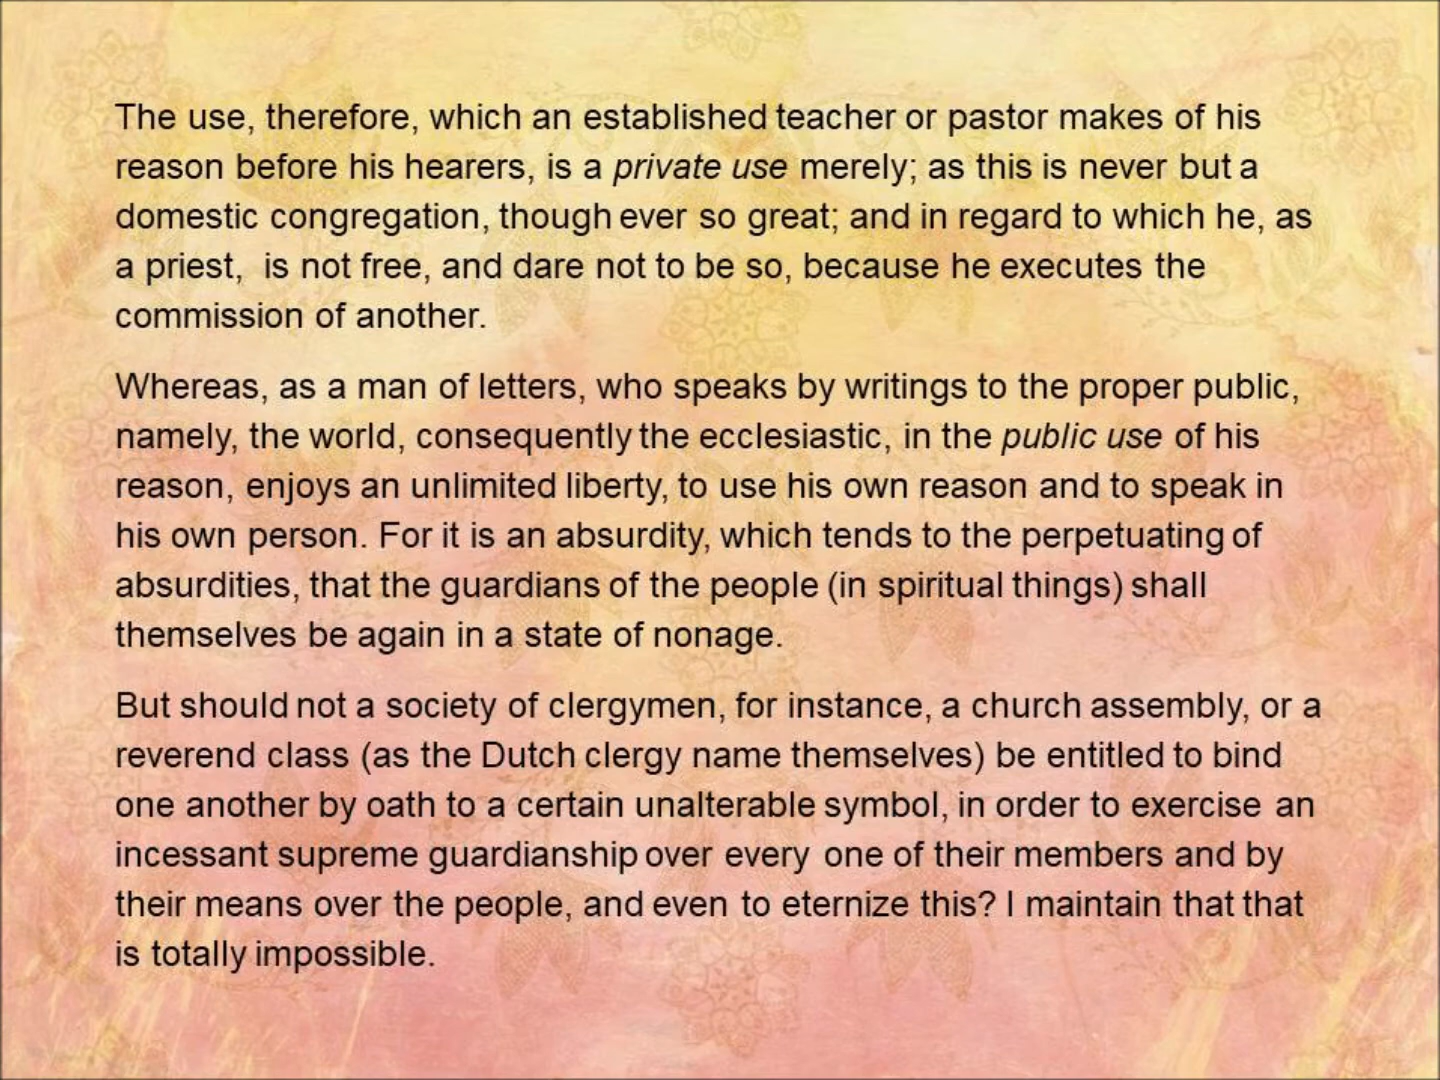 The use, therefore, which an established teacher or pastor makes of his
reason before his hearers, is a private use merely; as this is never but a
domestic congregation, though ever so great; and in regard to which he, as
a priest, is not free, and dare not to be so, because he executes the
commission of another.
Whereas, as a man of letters, who speaks by writings to the proper public,
namely, the world, consequently the ecclesiastic, in the public use of his
reason, enjoys an unlimited liberty, to use his own reason and to speak in
his own person. For it is an absurdity, which tends to the perpetuating of
absurdities, that the guardians of the people (in spiritual things) shall
themselves be again in a state of nonage.
But should not a society of clergymen, for instance, a church assembly, or a
reverend class (as the Dutch clergy name themselves) be entitled to bind
one another by oath to a certain unalterable symbol, in order to exercise an
incessant supreme guardianship over every one of their members and by
their means over the people, and even to eternize this? I maintain that that
is totally impossible.